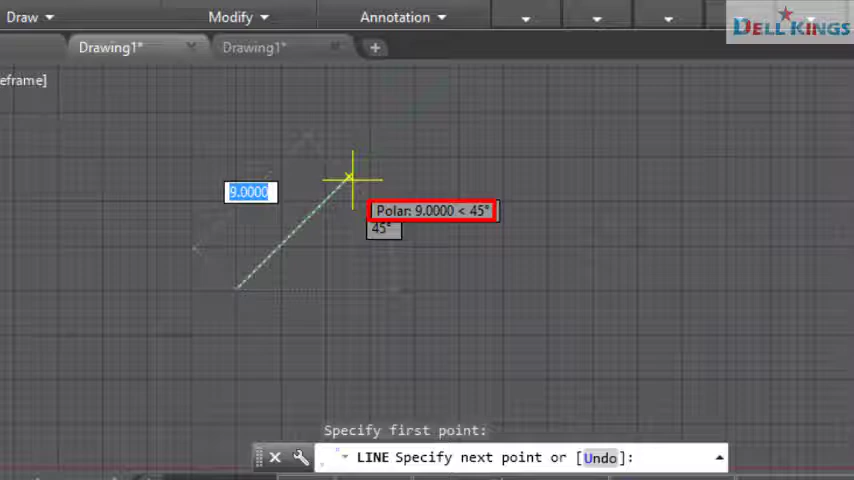 Draw Modify Annotation
DELL KINGS
Drawing1* Drawing1*
eframe]
9.0000
Polar: 9.0000 < 45°
45°
Specify first point:
LINE Specify next point or [Undo]: